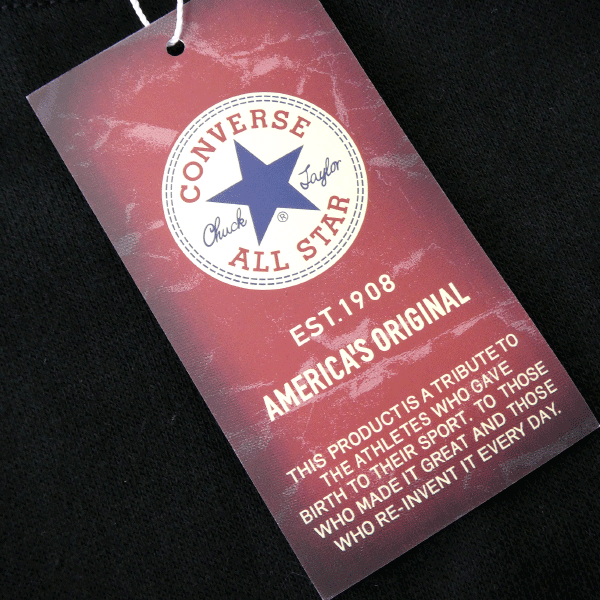 CONVERSE
Chuck Taylor
®
ALL STAR
EST.1908
AMERICA'S ORIGINAL
THIS PRODUCT IS A TRIBUTE TO
THE ATHLETES WHO GAVE
BIRTH TO THEIR SPORT. TO THOSE
WHO MADE IT GREAT AND THOSE
WHO RE-INVENT IT EVERY DAY.